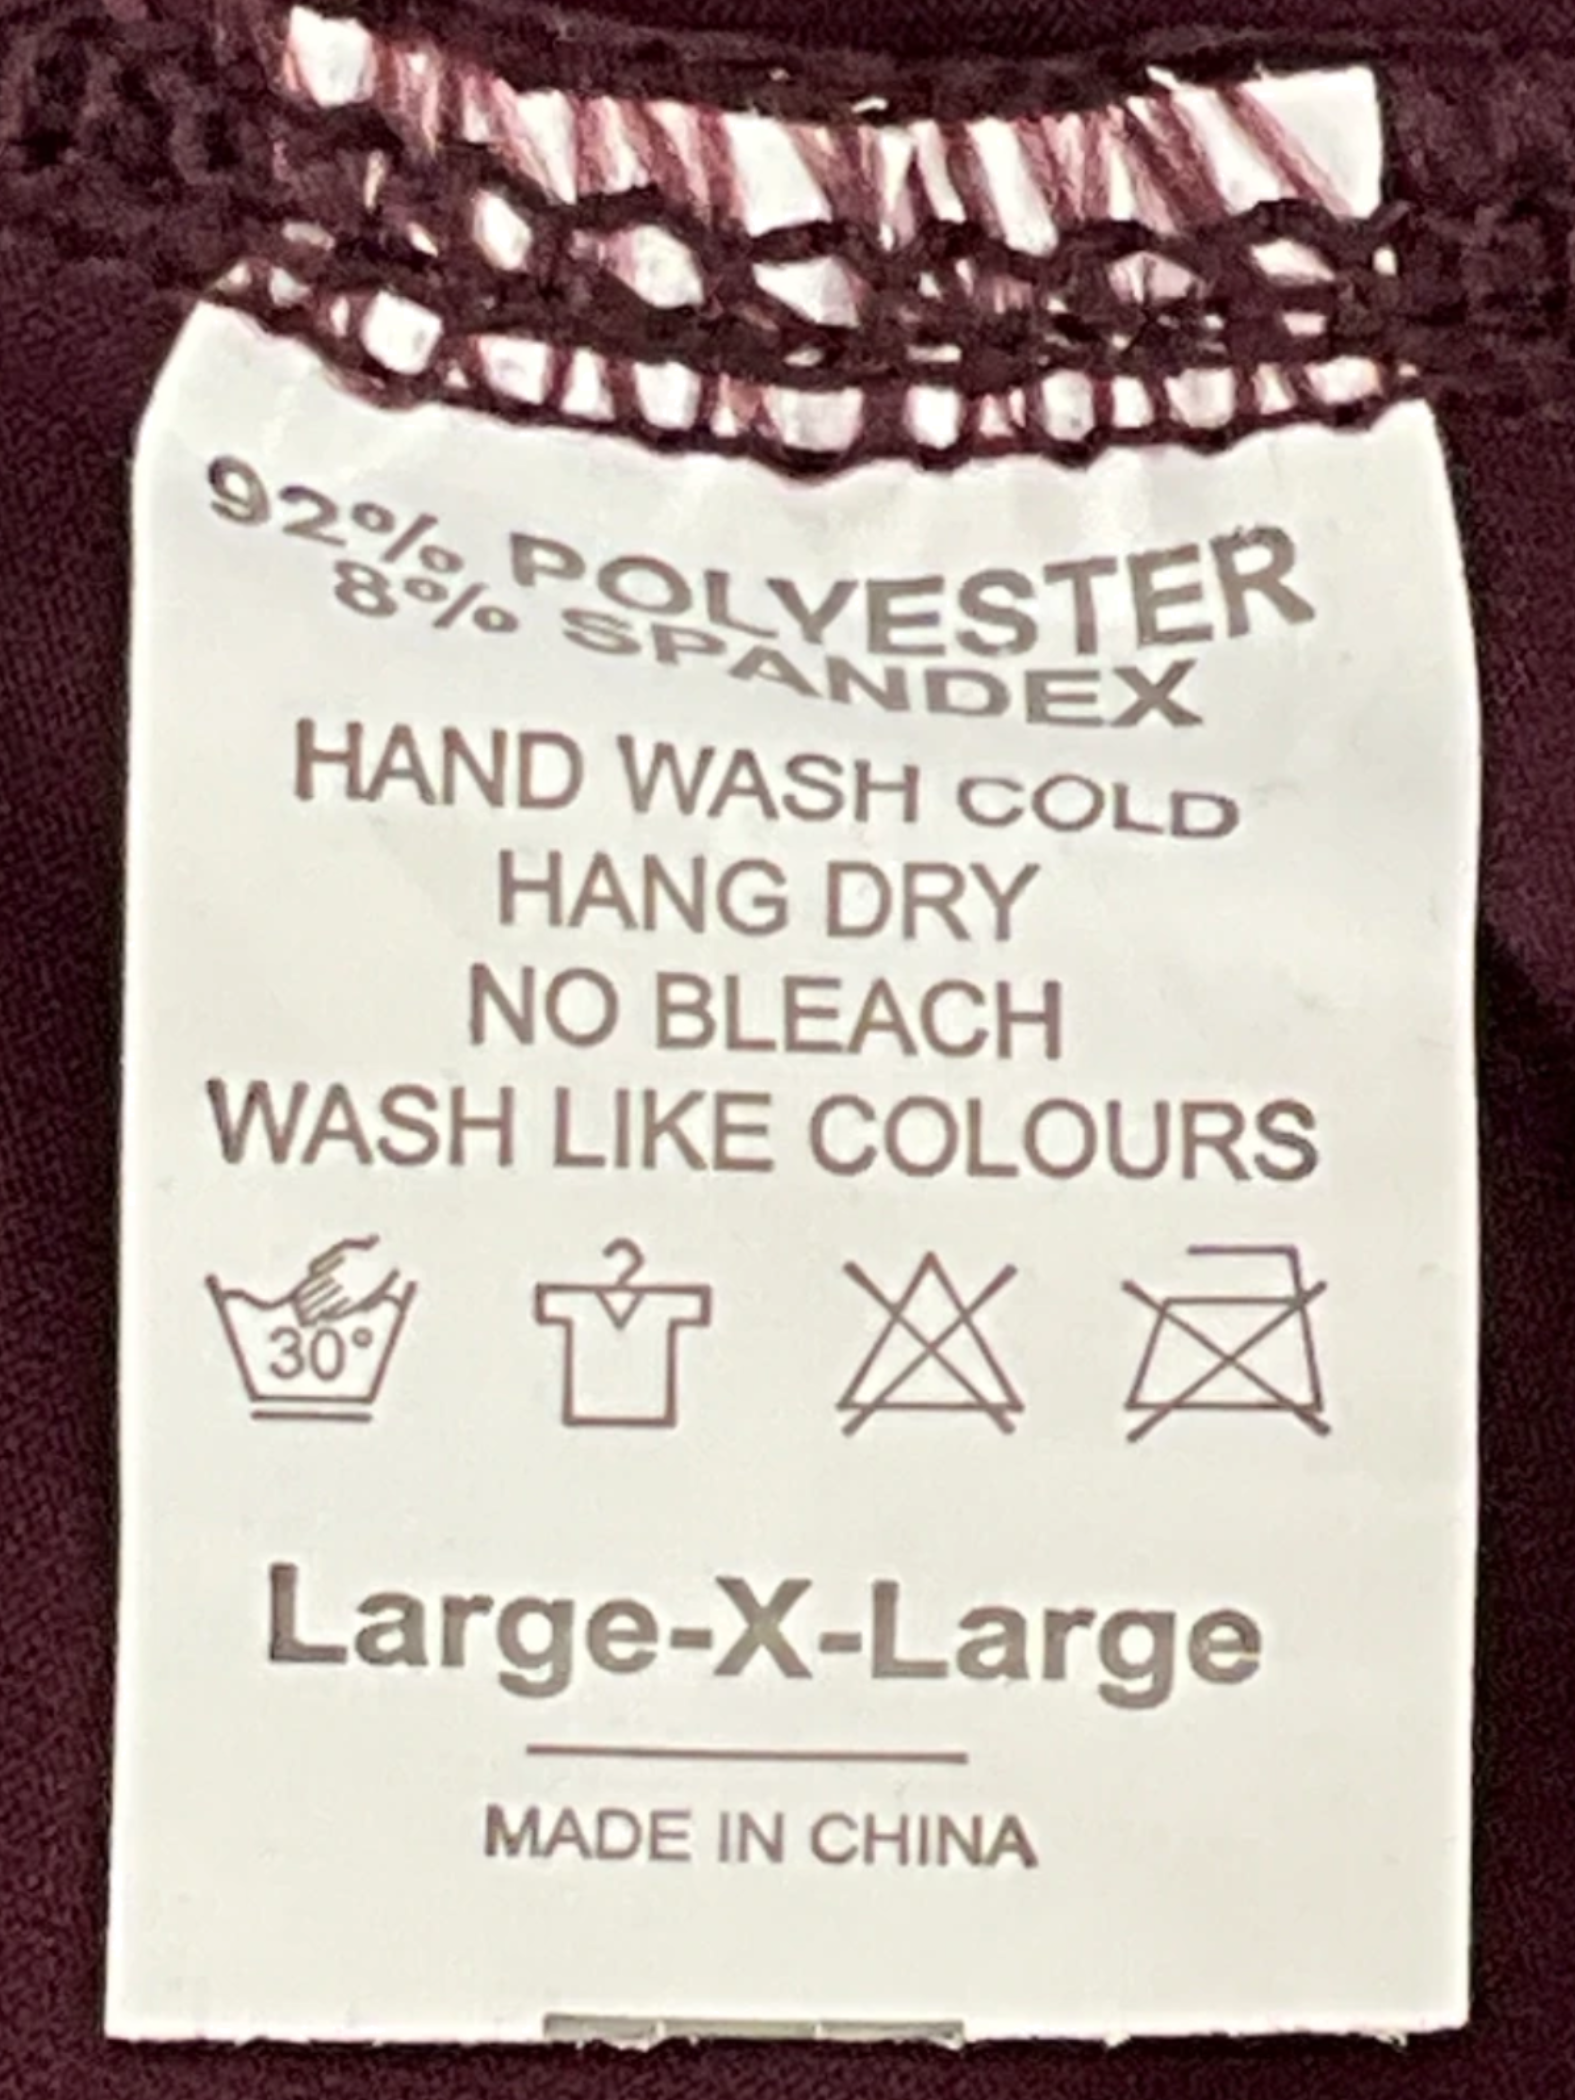 92% POLYESTER
8% SPANDEX
HAND WASH COLD
HANG DRY
NO BLEACH
WASH LIKE COLOURS
30°
Large-X-Large
MADE IN CHINA